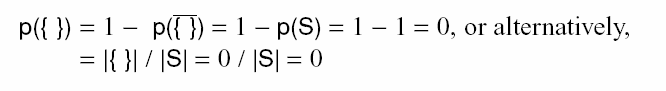 p({ }) = 1 – p({ }̅) = 1 – p(S) = 1 – 1 = 0, or alternatively,
= |{ }| / |S| = 0 / |S| = 0